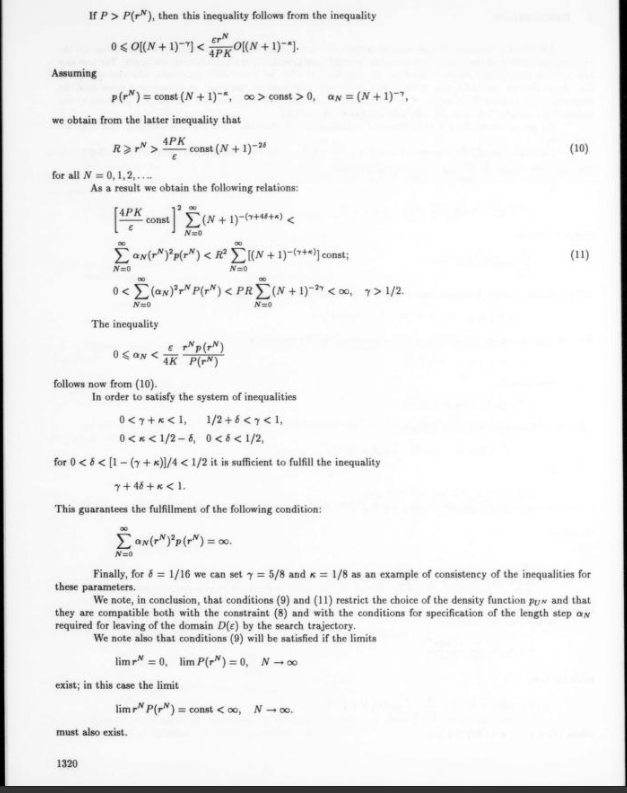 If P > P(r^N), then this inequality follows from the inequality
0 ⩽ O[(N + 1)^{-γ}] < \frac{εr^N}{4PK} O[(N + 1)^{-κ}].
Assuming
p(r^N) = const (N + 1)^{-κ}, ∞ > const > 0, α_N = (N + 1)^{-γ},
we obtain from the latter inequality that
R ⩾ r^N > \frac{4PK}{ε} const (N + 1)^{-2δ} (10)
for all N = 0, 1, 2, ....
As a result we obtain the following relations:
[\frac{4PK}{ε} const]^2 \sum_{N=0}^{∞} (N + 1)^{-(γ+4δ+κ)} <
\sum_{N=0}^{∞} α_N(r^N)^2 p(r^N) < R^2 \sum_{N=0}^{∞} [(N + 1)^{-(γ+κ)}] const; (11)
0 < \sum_{N=0}^{∞} (α_N)^2 r^N P(r^N) < PR \sum_{N=0}^{∞} (N + 1)^{-2γ} < ∞, γ > 1/2.
The inequality
0 ⩽ α_N < \frac{ε}{4K} \frac{r^N p(r^N)}{P(r^N)}
follows now from (10).
In order to satisfy the system of inequalities
0 < γ + κ < 1, 1/2 + δ < γ < 1,
0 < κ < 1/2 − δ, 0 < δ < 1/2,
for 0 < δ < [1 − (γ + κ)]/4 < 1/2 it is sufficient to fulfill the inequality
γ + 4δ + κ < 1.
This guarantees the fulfillment of the following condition:
\sum_{N=0}^{∞} α_N(r^N)^2 p(r^N) = ∞.
Finally, for δ = 1/16 we can set γ = 5/8 and κ = 1/8 as an example of consistency of the inequalities for
these parameters.
We note, in conclusion, that conditions (9) and (11) restrict the choice of the density function p_{U^N} and that
they are compatible both with the constraint (8) and with the conditions for specification of the length step α_N
required for leaving of the domain D(ε) by the search trajectory.
We note also that conditions (9) will be satisfied if the limits
lim r^N = 0, lim P(r^N) = 0, N → ∞
exist; in this case the limit
lim r^N P(r^N) = const < ∞, N → ∞.
must also exist.
1320